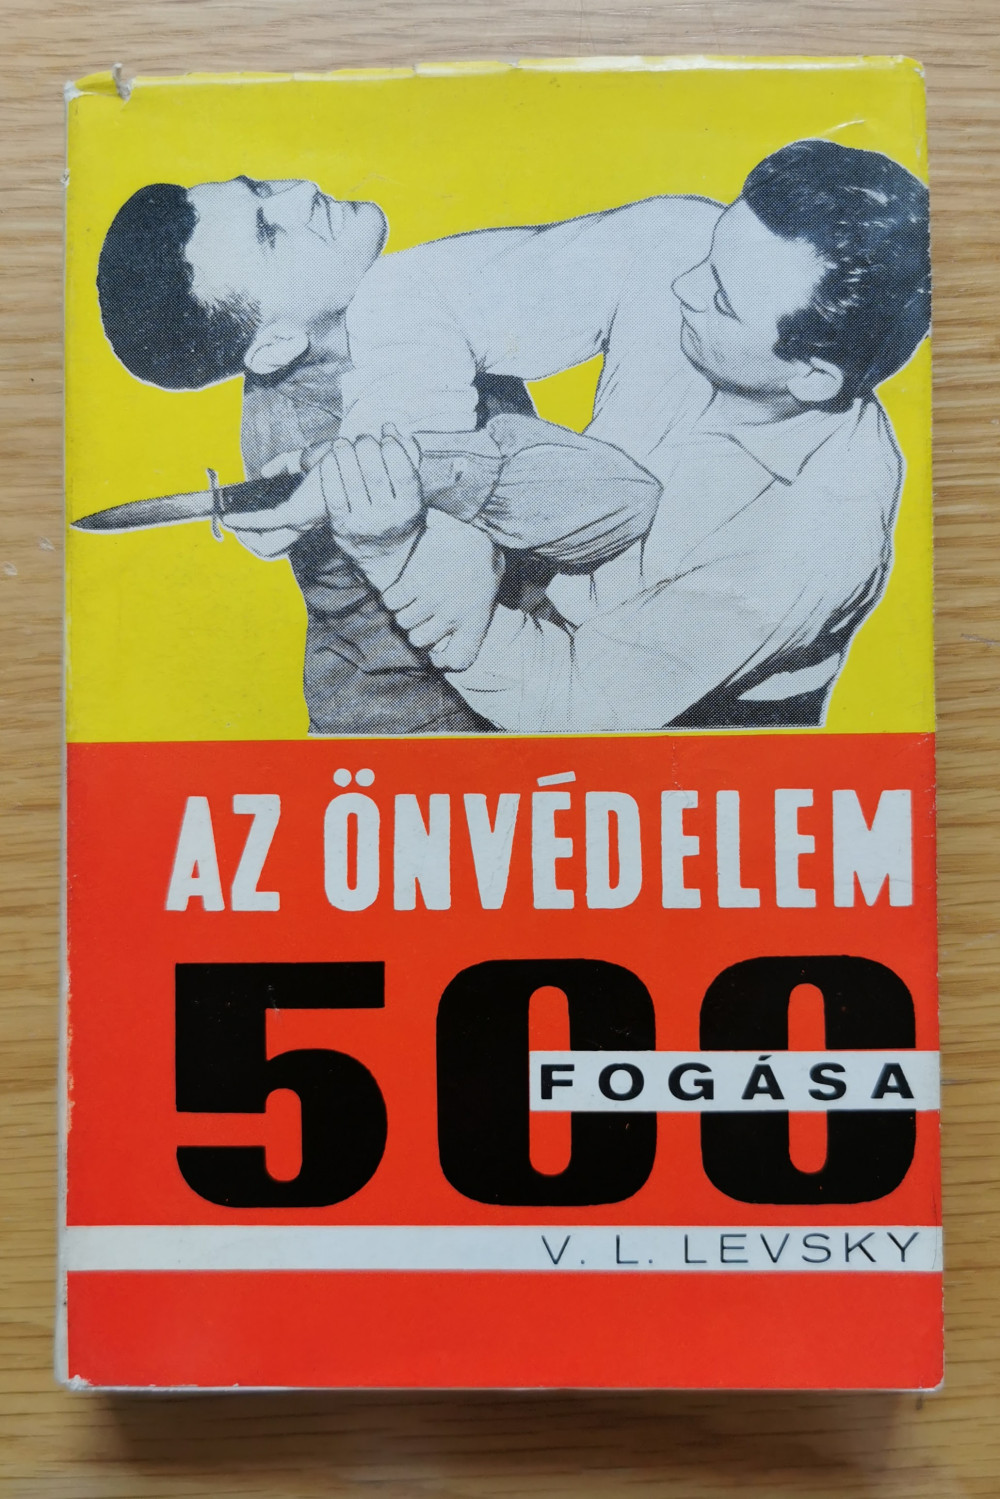 AZ ÖNVÉDELEM
500
FOGÁSA
V. L. LEVSKY